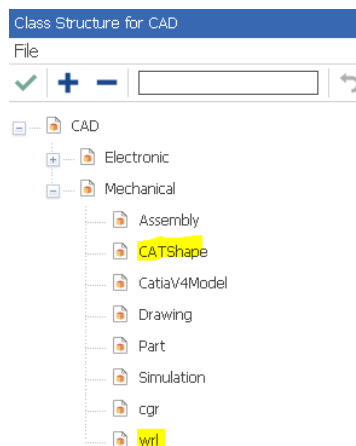 Class Structure for CAD
File
CAD
Electronic
Mechanical
Assembly
CATShape
CatiaV4Model
Drawing
Part
Simulation
cgr
wrl